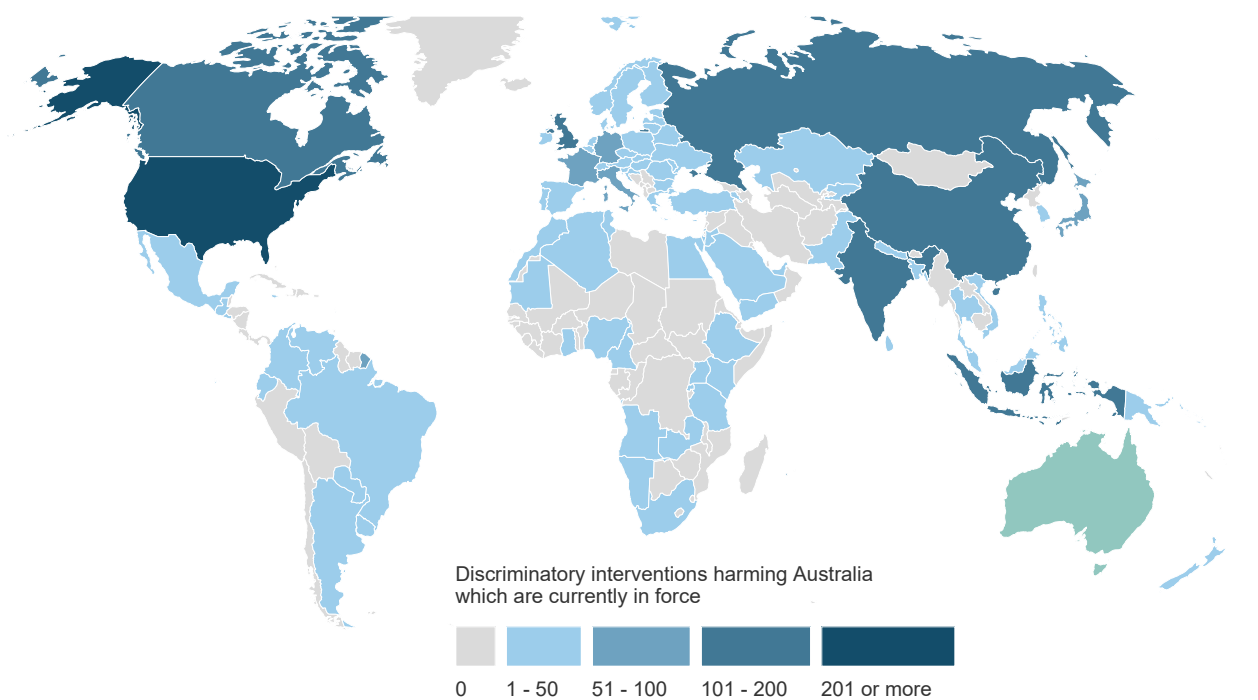 Discriminatory interventions harming Australia
which are currently in force
0 1 - 50 51 - 100 101 - 200 201 or more